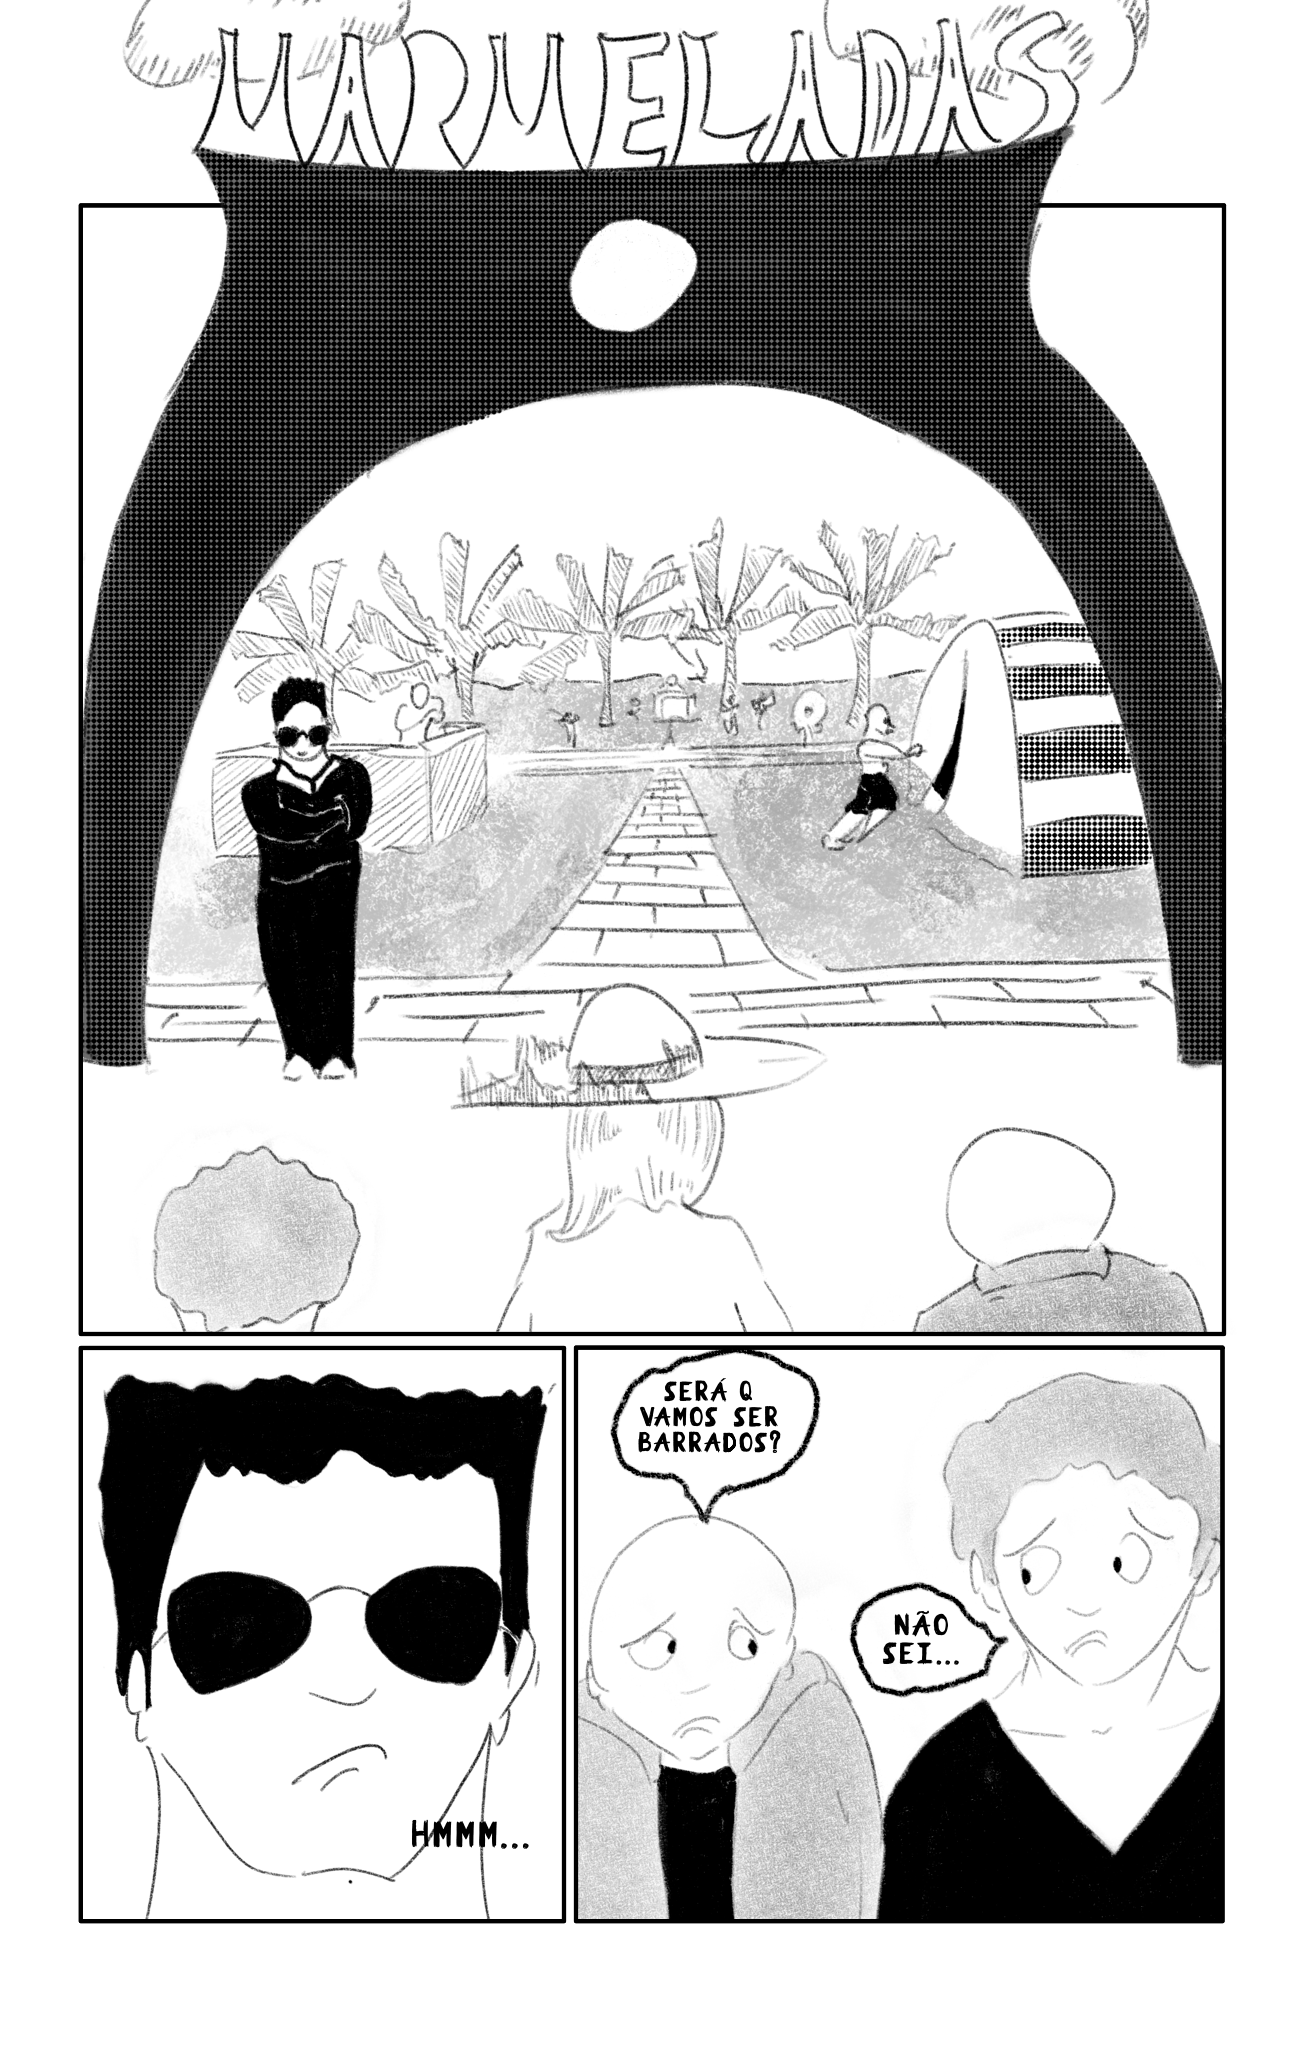 MARMELADAS
HMMM...
SERÁ Q
VAMOS SER
BARRADOS?
NÃO
SEI...